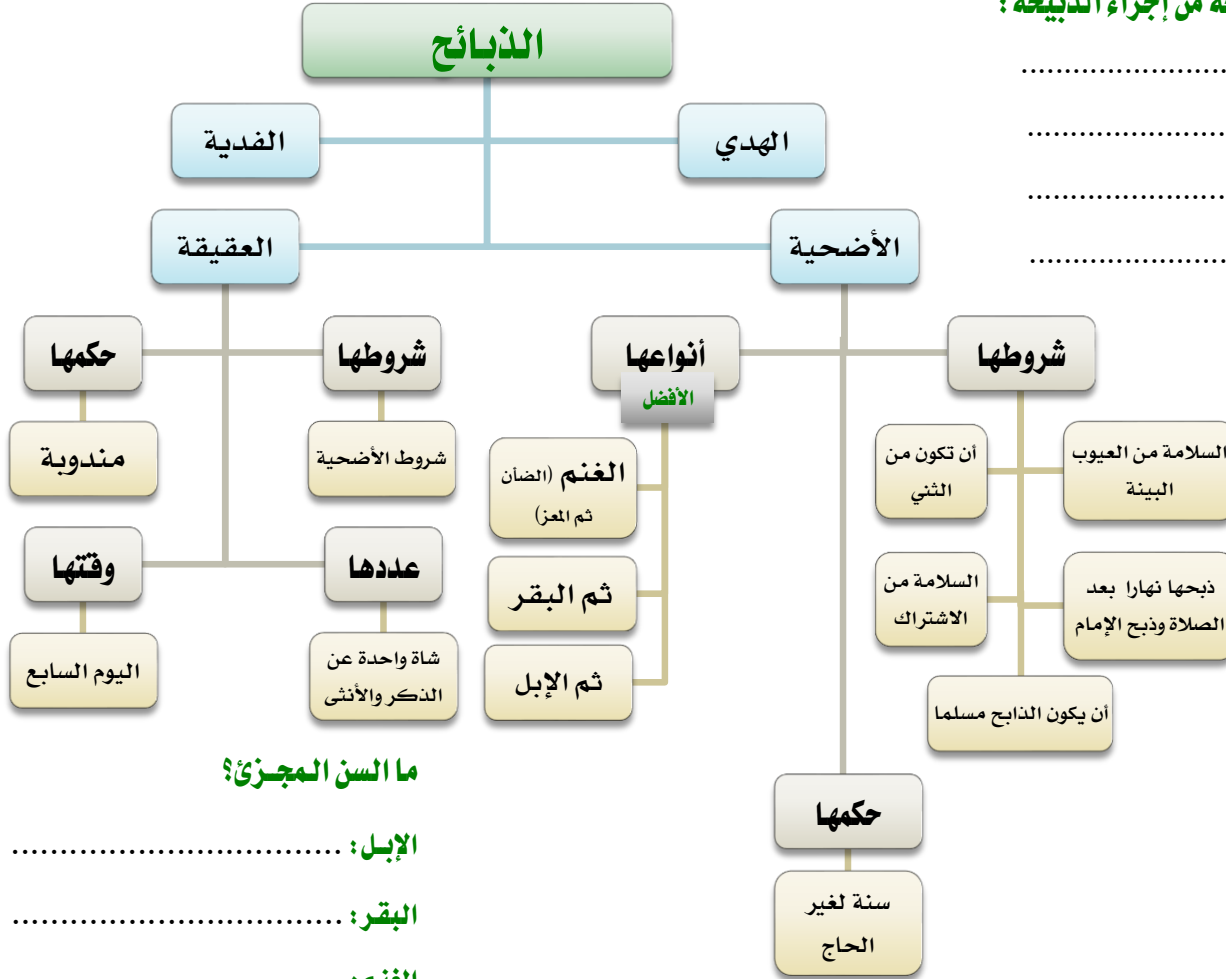 من إجزاء الذبيحة؟
........................
........................
........................
........................
الذبائح
الهدي
الفدية
الأضحية
العقيقة
شروطها
السلامة من العيوب
البينة
أن تكون من
الثني
ذبحها نهارا بعد
الصلاة وذبح الإمام
السلامة من
الاشتراك
أن يكون الذابح مسلما
أنواعها
الأفضل
الغنم (الضأن
ثم المعز)
ثم البقر
ثم الإبل
حكمها
سنة لغير
الحاج
شروطها
شروط الأضحية
حكمها
مندوبة
عددها
شاة واحدة عن
الذكر والأنثى
وقتها
اليوم السابع
ما السن المجزئ؟
الإبل: .................................
البقر: .................................